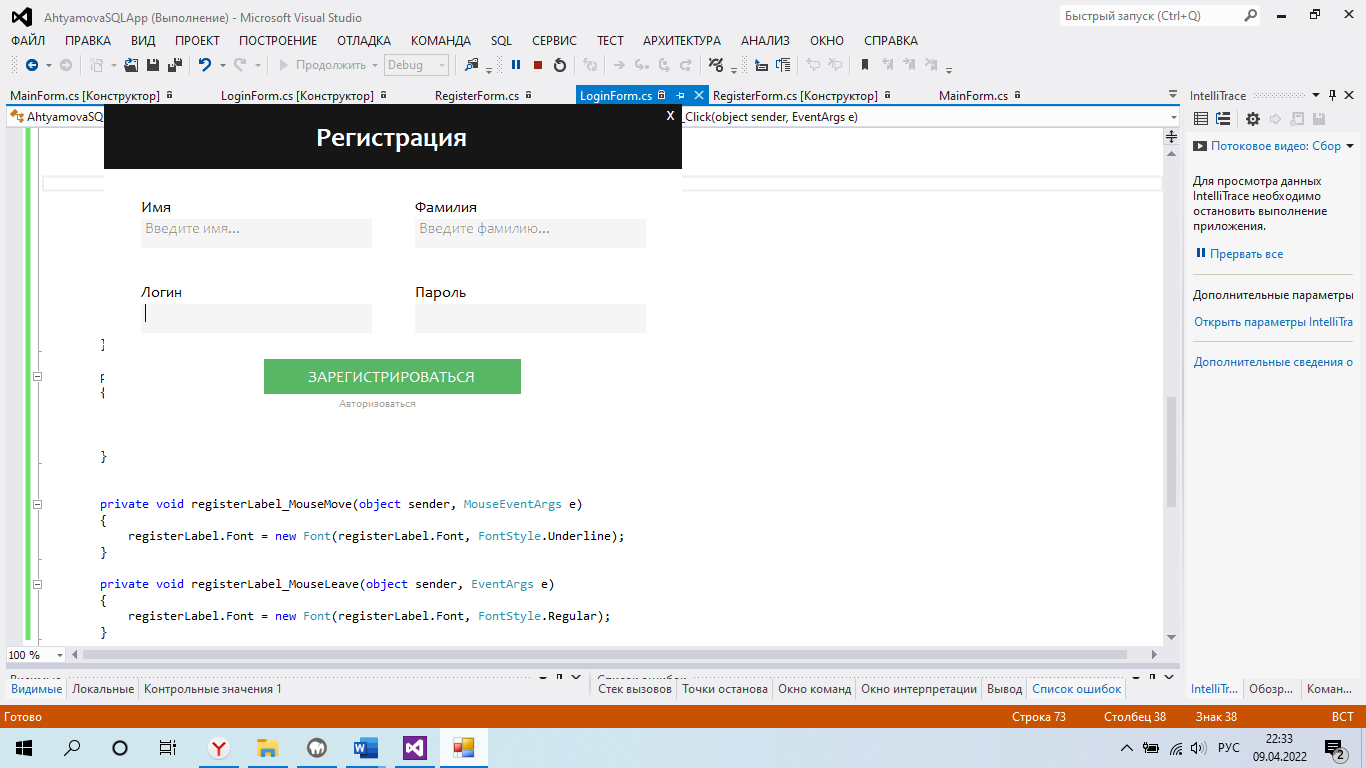 AhtyamovaSQLApp (Выполнение) - Microsoft Visual Studio
Быстрый запуск (Ctrl+Q)
ФАЙЛ ПРАВКА ВИД ПРОЕКТ ПОСТРОЕНИЕ ОТЛАДКА КОМАНДА SQL СЕРВИС ТЕСТ АРХИТЕКТУРА АНАЛИЗ ОКНО СПРАВКА
Продолжить Debug
MainForm.cs [Конструктор] LoginForm.cs [Конструктор] RegisterForm.cs LoginForm.cs RegisterForm.cs [Конструктор] MainForm.cs
AhtyamovaSQ
_Click(object sender, EventArgs e)
X
Регистрация
Имя
Фамилия
Введите имя...
Введите фамилию...
Логин
Пароль
ЗАРЕГИСТРИРОВАТЬСЯ
Авторизоваться
}
p
{
}
private void registerLabel_MouseMove(object sender, MouseEventArgs e)
{
registerLabel.Font = new Font(registerLabel.Font, FontStyle.Underline);
}
private void registerLabel_MouseLeave(object sender, EventArgs e)
{
registerLabel.Font = new Font(registerLabel.Font, FontStyle.Regular);
}
100 %
IntelliTrace
Потоковое видео: Сбор
Для просмотра данных
IntelliTrace необходимо
остановить выполнение
приложения.
Прервать все
Дополнительные параметры
Открыть параметры IntelliTra
Дополнительные сведения о
Видимые Локальные Контрольные значения 1
Стек вызовов Точки останова Окно команд Окно интерпретации Вывод Список ошибок
IntelliTr... Обозр... Коман...
Готово
Строка 73 Столбец 38 Знак 38 ВСТ
РУС
22:33
09.04.2022
2